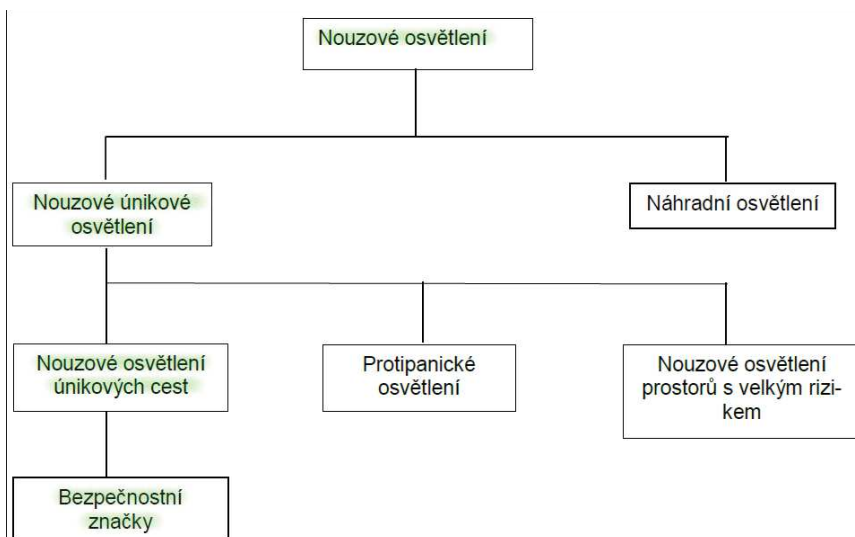 Nouzové osvětlení
Nouzové únikové
osvětlení
Náhradní osvětlení
Nouzové osvětlení
únikových cest
Protipanické
osvětlení
Nouzové osvětlení
prostorů s velkým rizi-
kem
Bezpečnostní
značky